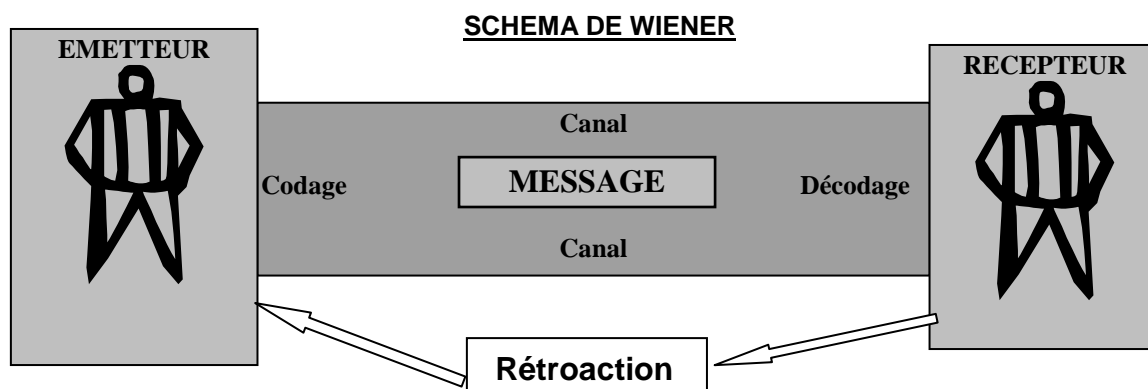 SCHEMA DE WIENER
EMETTEUR
RECEPTEUR
Canal
Codage
MESSAGE
Décodage
Canal
Rétroaction